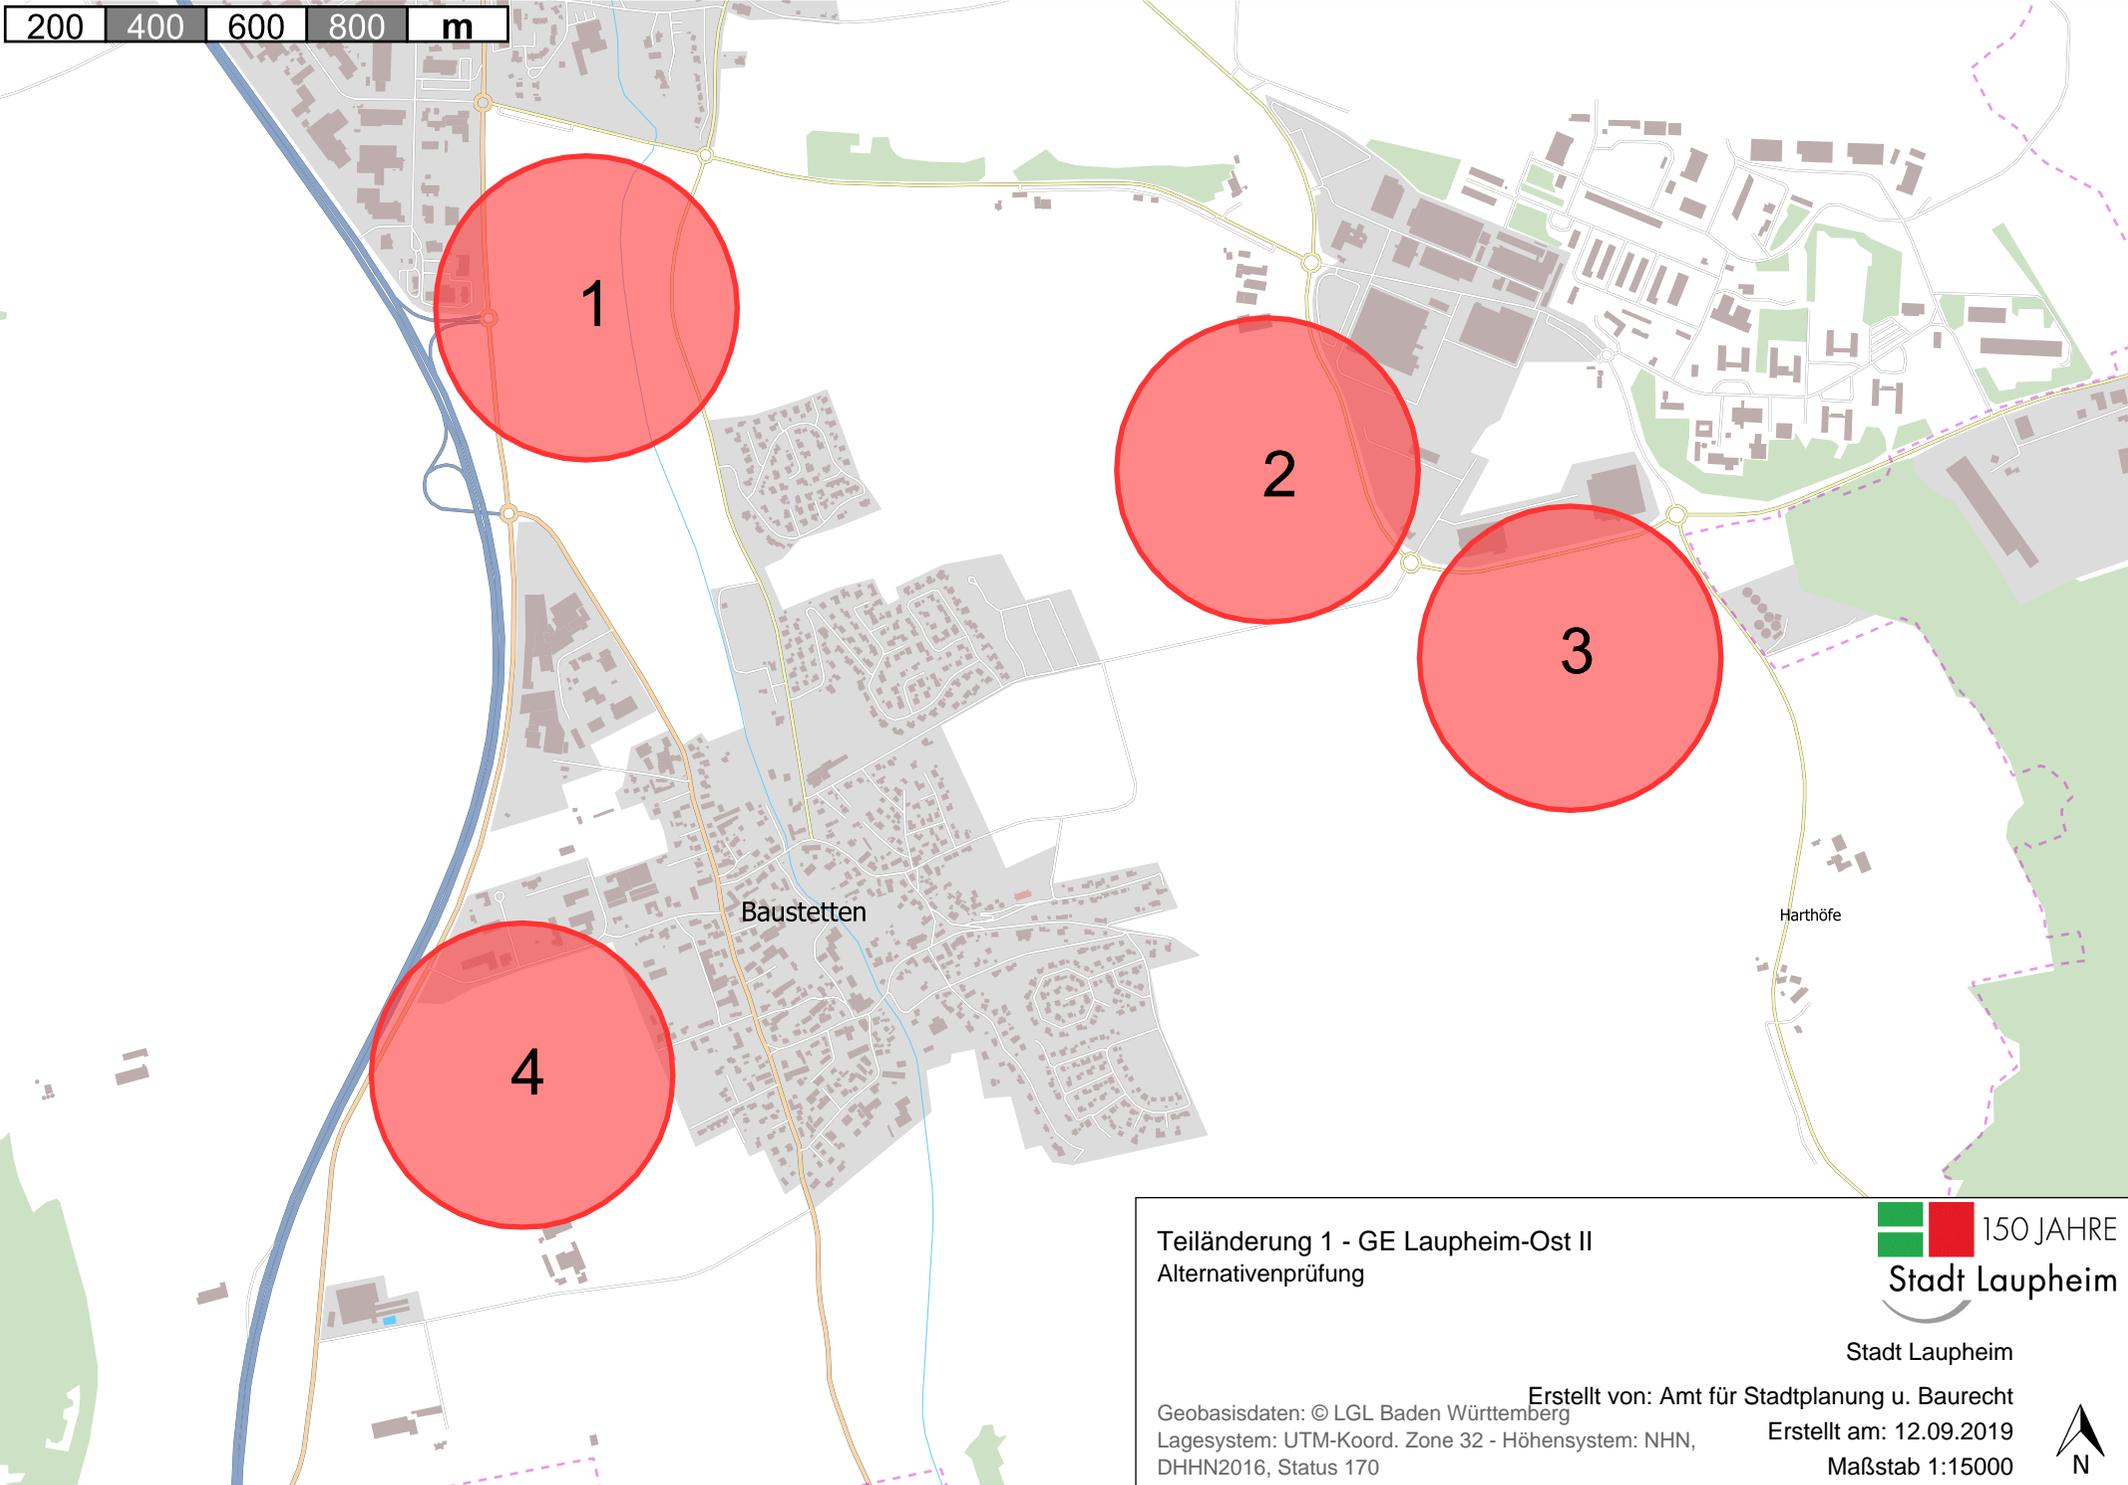 200 400 600 800 m
1
2
3
4
Baustetten
Harthöfe
Teiländerung 1 - GE Laupheim-Ost II
Alternativenprüfung
150 JAHRE
Stadt Laupheim
Stadt Laupheim
Erstellt von: Amt für Stadtplanung u. Baurecht
Erstellt am: 12.09.2019
Maßstab 1:15000
Geobasisdaten: © LGL Baden Württemberg
Lagesystem: UTM-Koord. Zone 32 - Höhensystem: NHN,
DHHN2016, Status 170
N